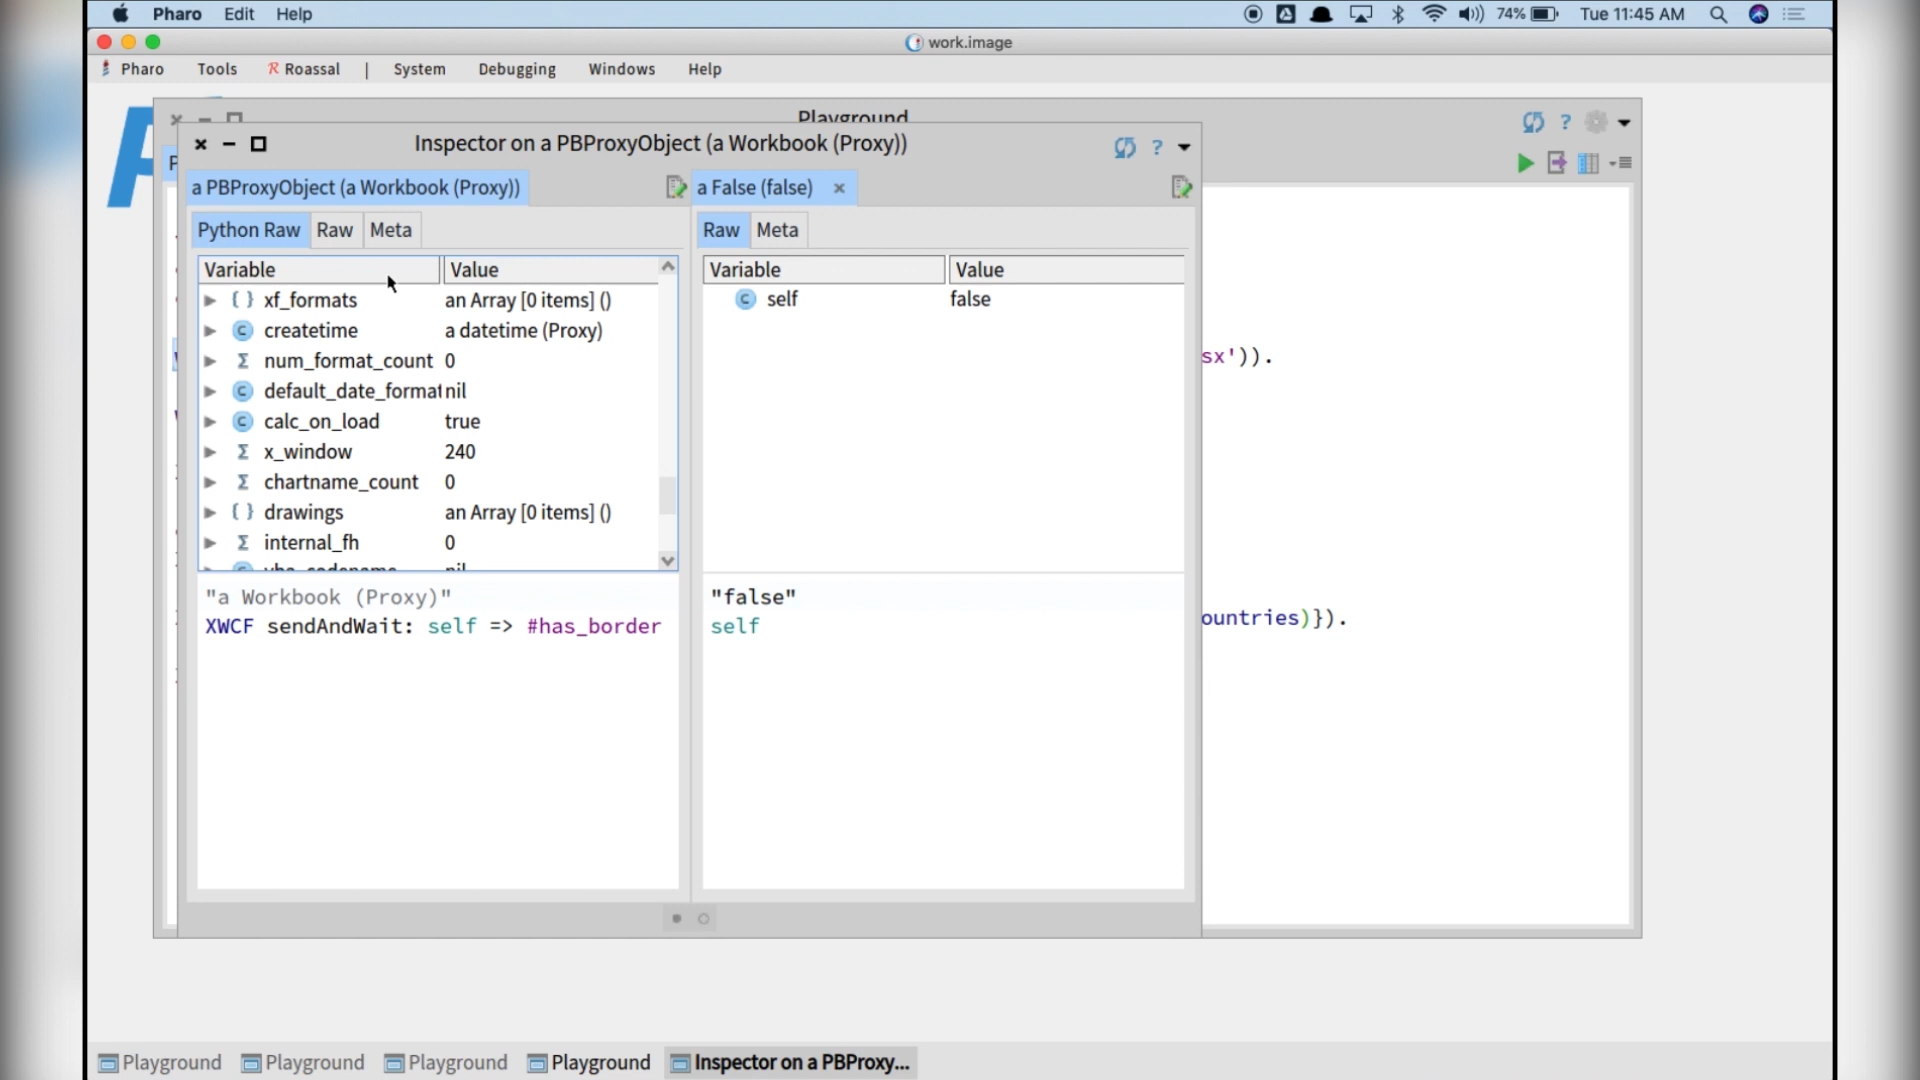 Pharo Edit Help 74% Tue 11:45 AM
work.image
Pharo Tools Roassal | System Debugging Windows Help
Playground
Inspector on a PBProxyObject (a Workbook (Proxy)) ?
?
a PBProxyObject (a Workbook (Proxy)) a False (false)
Python Raw Raw Meta Raw Meta
Variable Value Variable Value
xf_formats an Array [0 items] () self false
createtime a datetime (Proxy)
num_format_count 0
sx')).
default_date_format nil
calc_on_load true
x_window 240
chartname_count 0
drawings an Array [0 items] ()
internal_fh 0
"a Workbook (Proxy)" "false"
ountries)}).
XWCF sendAndWait: self => #has_border self
Playground Playground Playground Playground Inspector on a PBProxy...